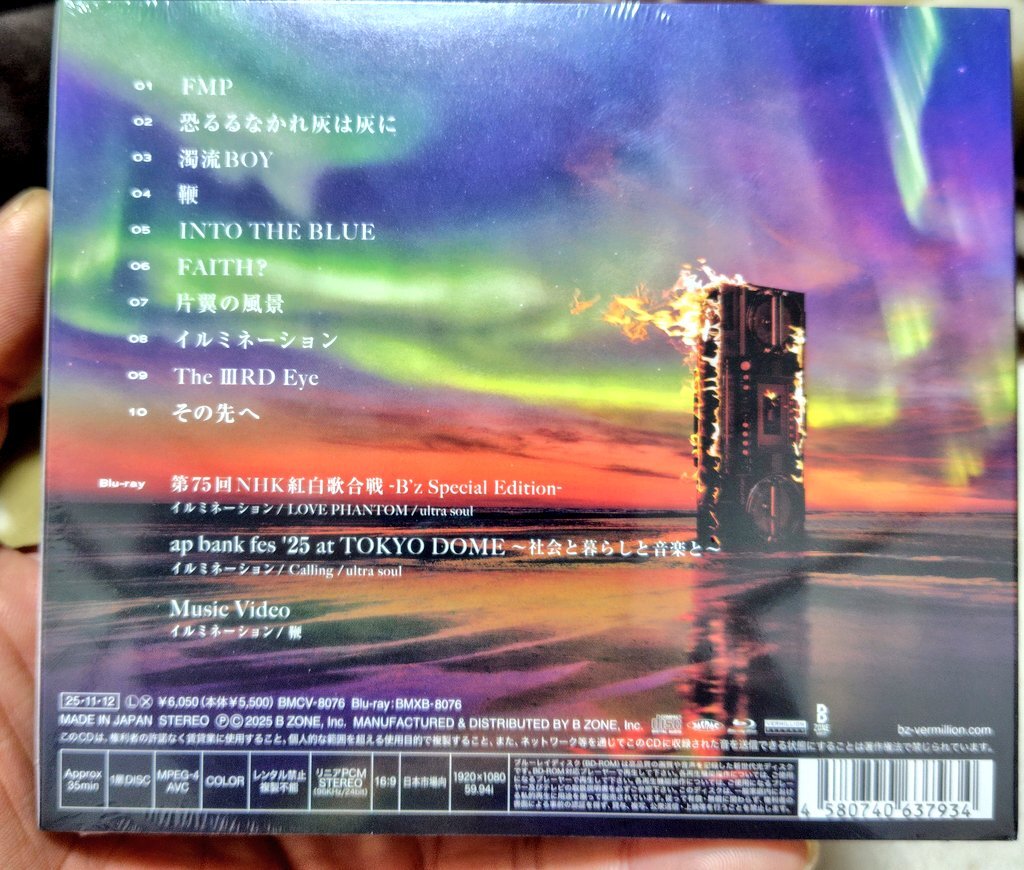 01 FMP
02 恐るるなかれ灰は灰に
03 濁流BOY
04 鞭
05 INTO THE BLUE
06 FAITH?
07 片翼の風景
08 イルミネーション
09 The ⅢRD Eye
10 その先へ
Blu-ray 第75回NHK紅白歌合戦 -B'z Special Edition-
イルミネーション / LOVE PHANTOM / ultra soul
ap bank fes '25 at TOKYO DOME ～社会と暮らしと音楽と～
イルミネーション / Calling / ultra soul
Music Video
イルミネーション / 鞭
25・11・12 ⓁⓍ ¥6,050(本体¥5,500) BMCV-8076 Blu-ray:BMXB-8076
MADE IN JAPAN STEREO ⓅⒸ2025 B ZONE, Inc. MANUFACTURED & DISTRIBUTED BY B ZONE, Inc.
B ZONE
bz-vermillion.com
このCDは、権利者の許諾なく賃貸業に使用すること、個人的な範囲を超える使用目的で複製すること、また、ネットワーク等を通じてこのCDに収録された音を送信できる状態にすることは著作権法で禁じられています。
Approx 35min
1層DISC
MPEG-4 AVC
COLOR
レンタル禁止 複製不能
リニアPCM STEREO (96kHz/24bit)
16:9
日本市場向
1920×1080 59.94i
4 580740 637934